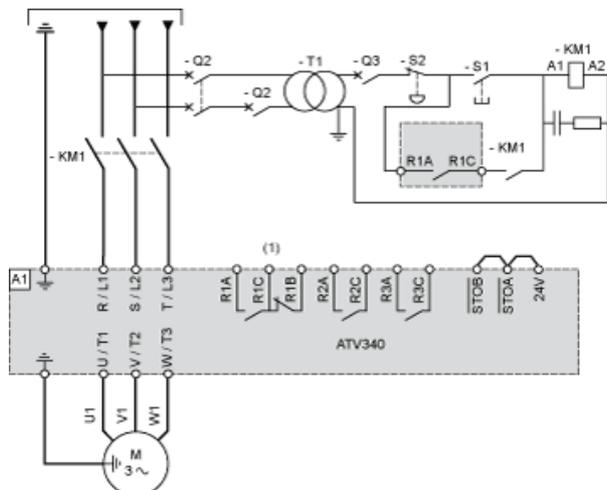 - Q2
- T1
- Q3
- S2
- S1
- KM1
A1
A2
- Q2
- KM1
R1A
R1C
- KM1
(1)
A1
R / L1
S / L2
T / L3
R1A
R1C
R1B
R2A
R2C
R3A
R3C
STOB
STOA
24V
ATV340
U / T1
V / T2
W / T3
U1
V1
W1
M
3 ~